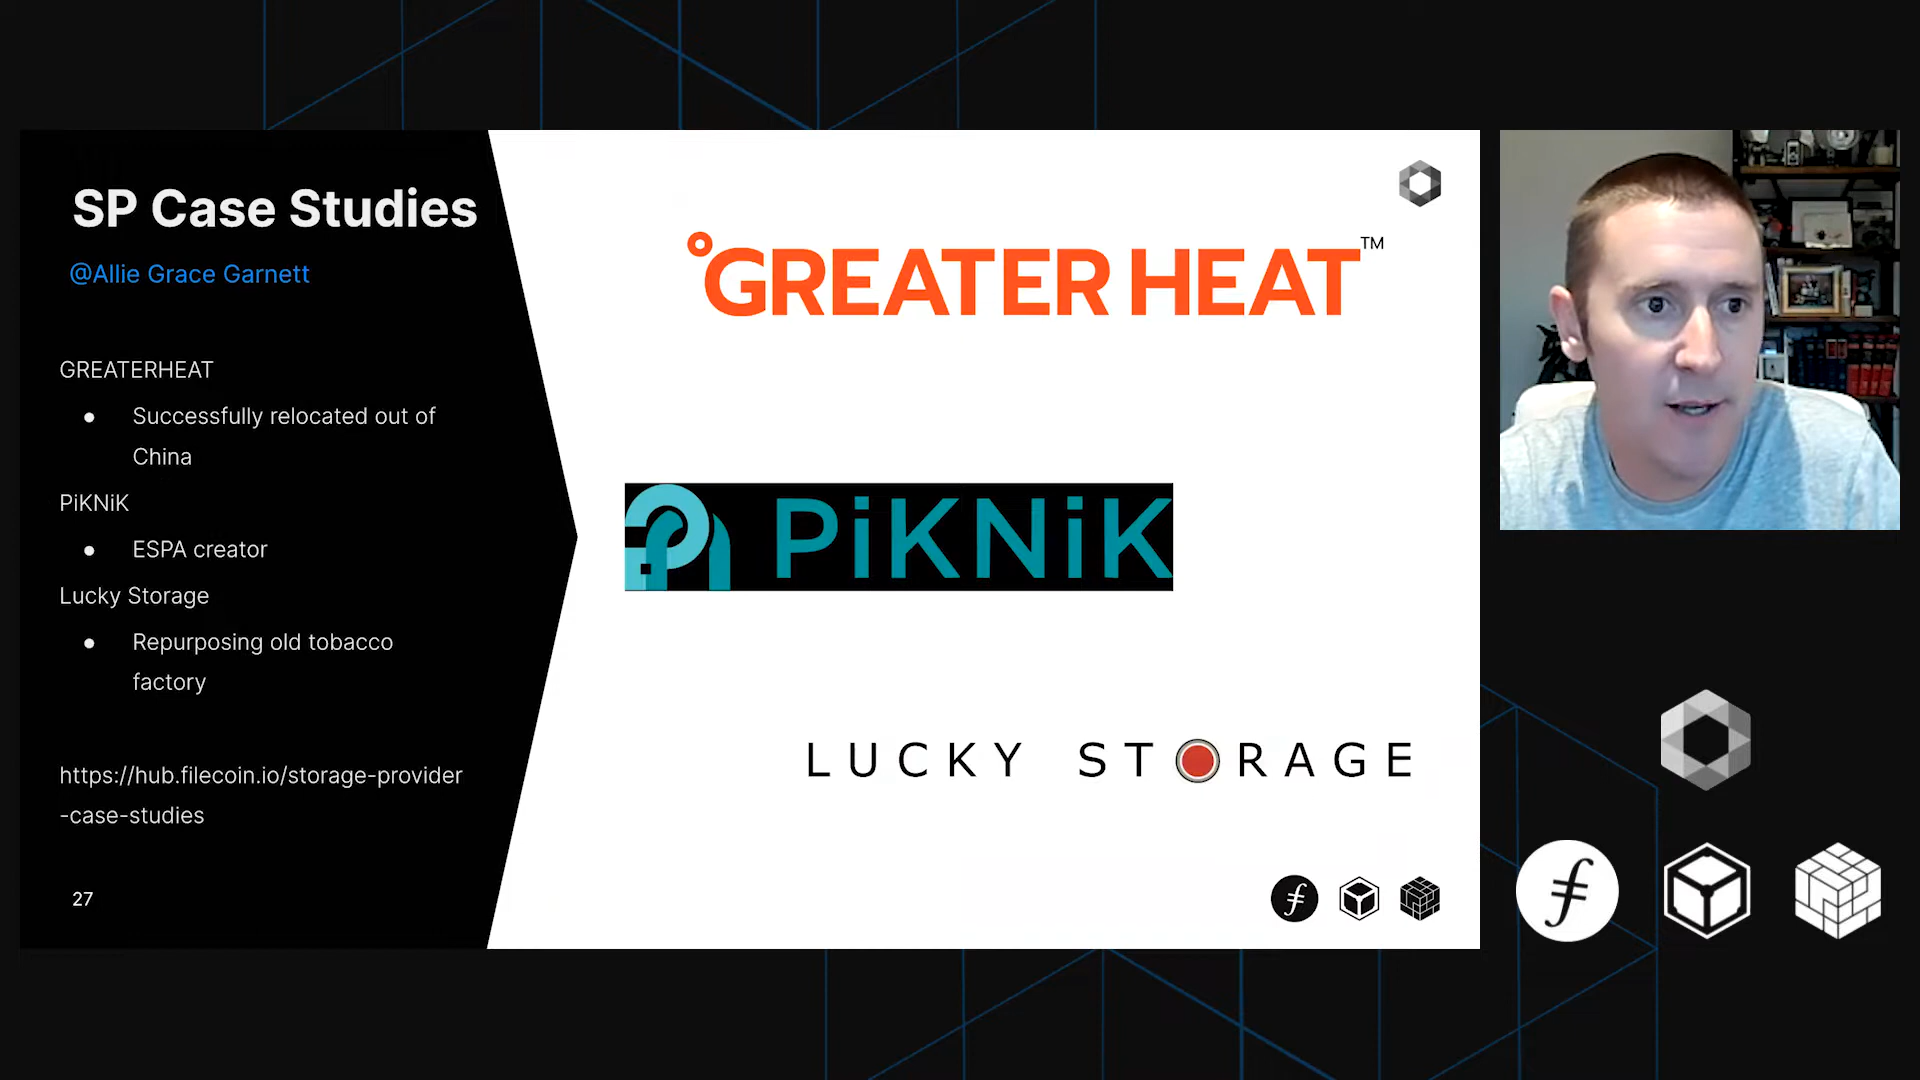 SP Case Studies
@Allie Grace Garnett
GREATERHEAT
● Successfully relocated out of
China
PiKNiK
● ESPA creator
Lucky Storage
● Repurposing old tobacco
factory
https://hub.filecoin.io/storage-provider
-case-studies
27
GREATER HEAT™
PiKNiK
LUCKY STORAGE